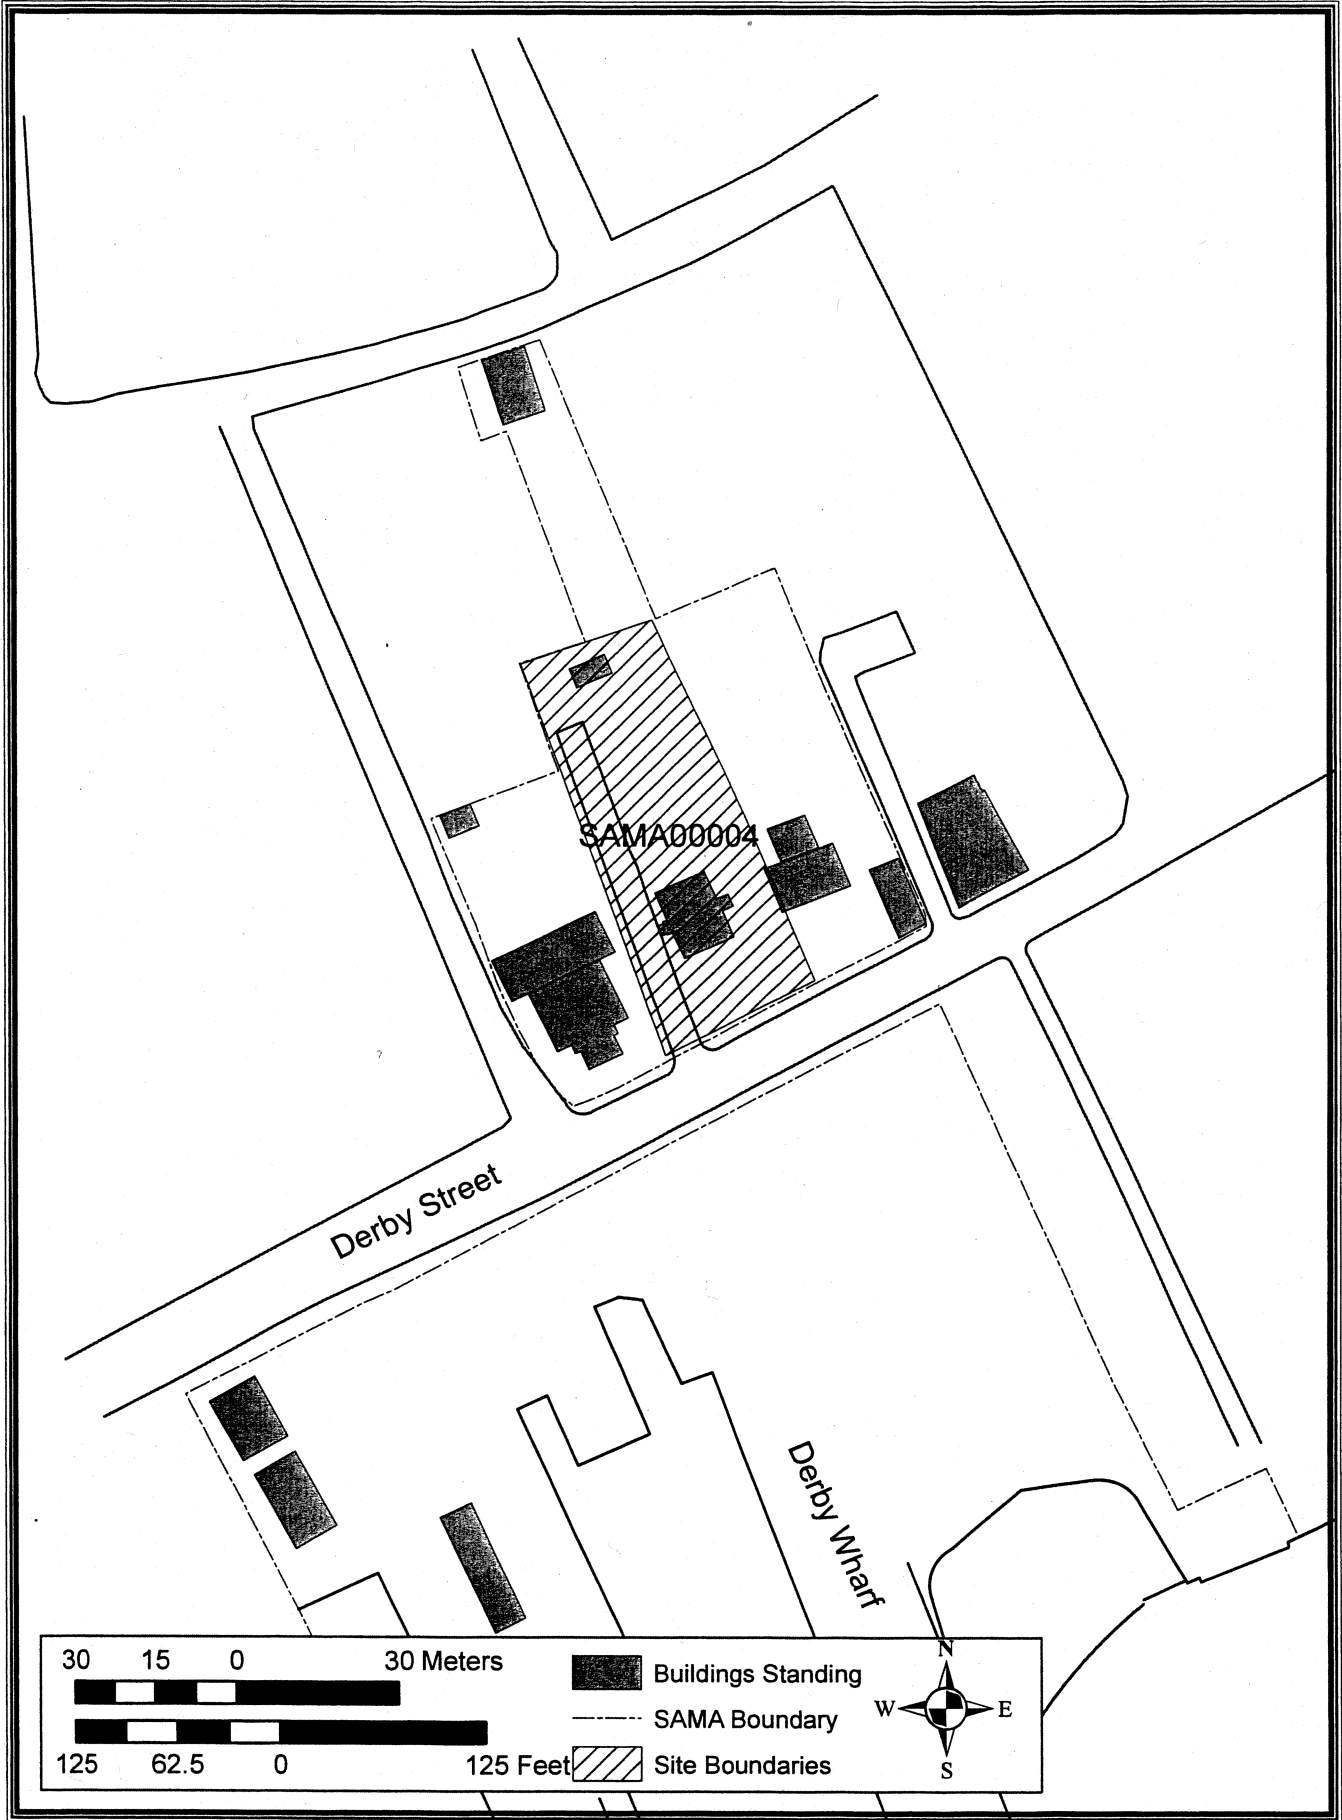 SAMA00004
Derby Street
Derby Wharf
30 15 0 30 Meters
125 62.5 0 125 Feet
Buildings Standing
SAMA Boundary
Site Boundaries
N
W E
S